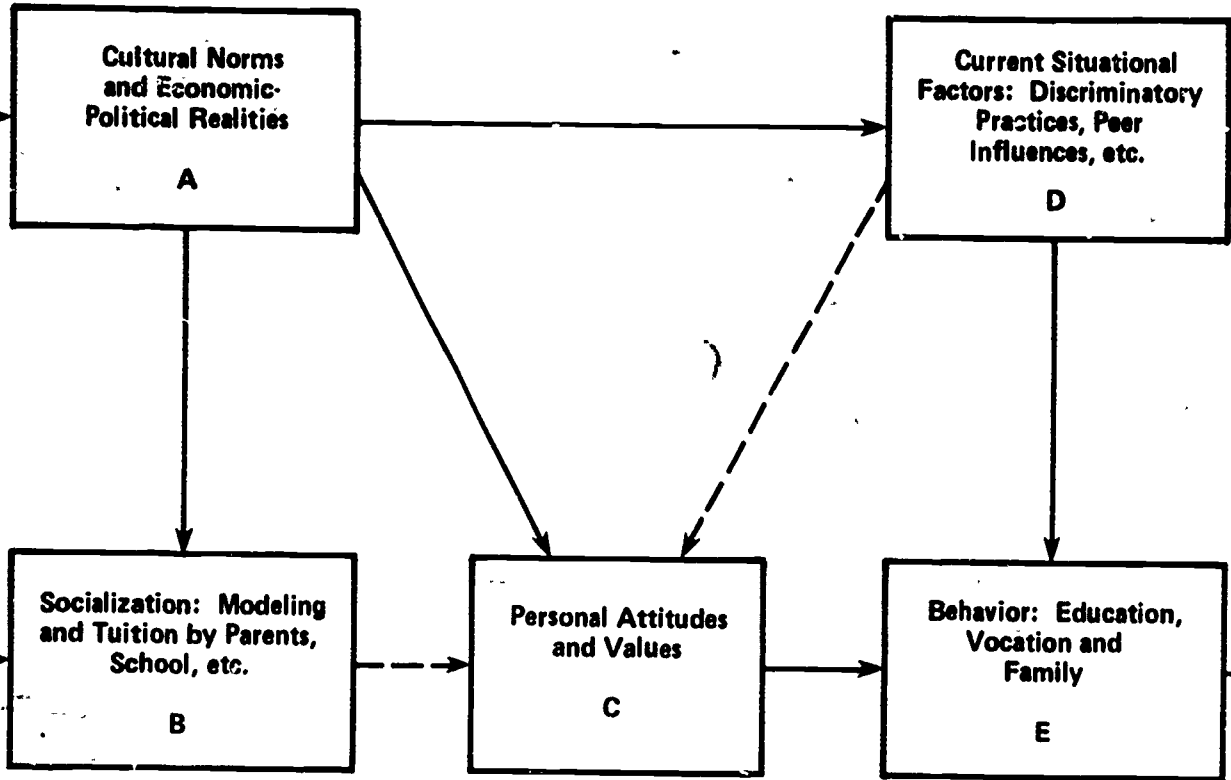 Cultural Norms
and Economic-
Political Realities
A
Current Situational
Factors: Discriminatory
Practices, Peer
Influences, etc.
D
Socialization: Modeling
and Tuition by Parents,
School, etc.
B
Personal Attitudes
and Values
C
Behavior: Education,
Vocation and
Family
E